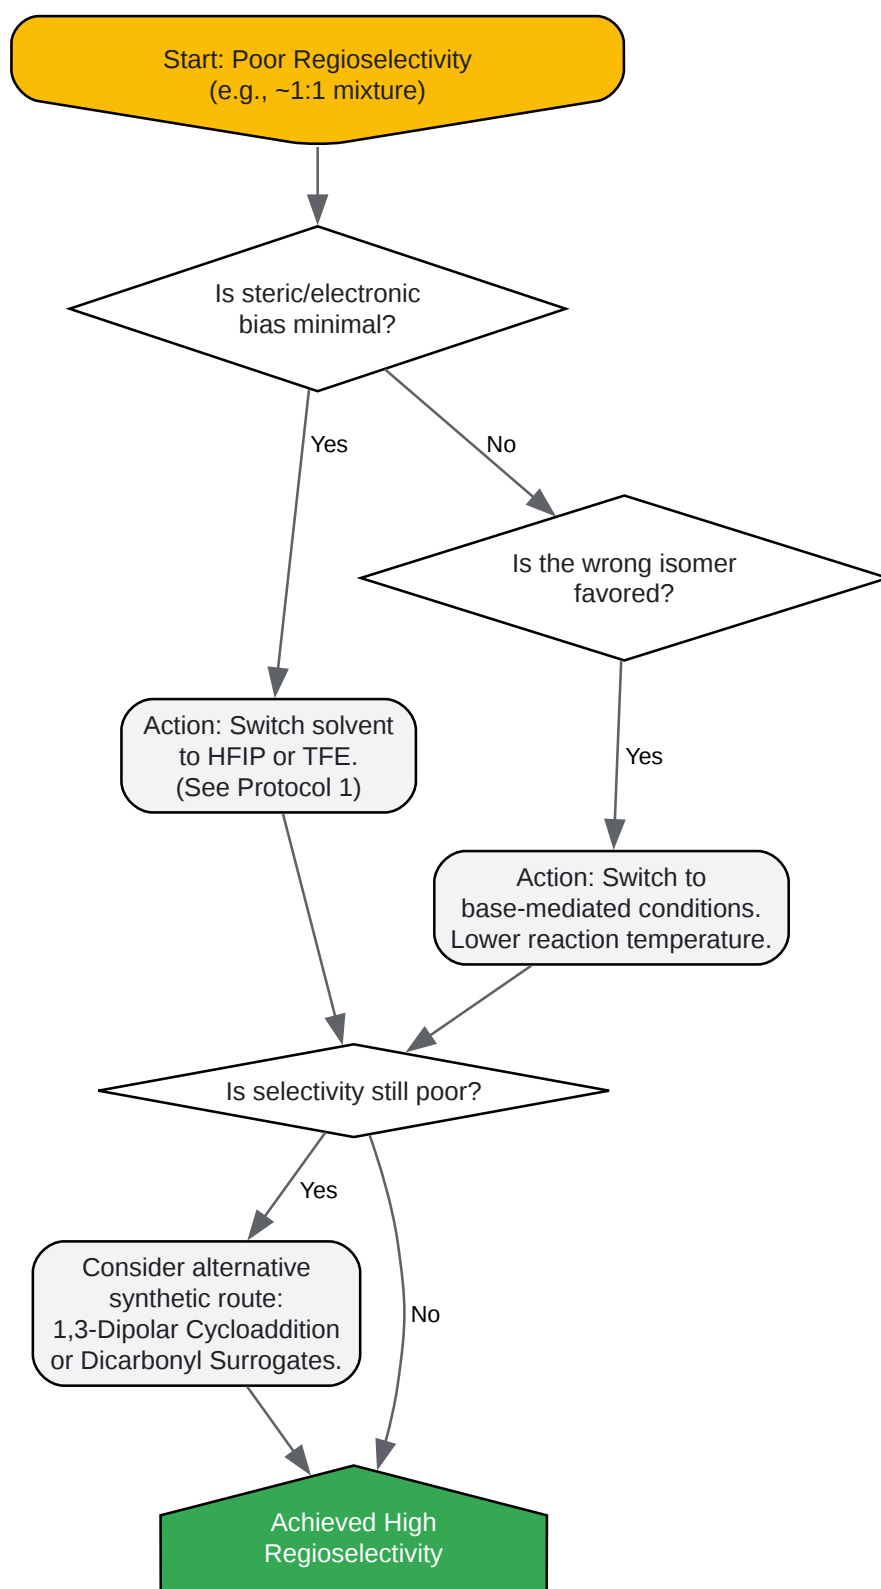 Start: Poor Regioselectivity
(e.g., ~1:1 mixture)
Is steric/electronic
bias minimal?
Yes
No
Is the wrong isomer
favored?
Action: Switch solvent
to HFIP or TFE.
(See Protocol 1)
Yes
Action: Switch to
base-mediated conditions.
Lower reaction temperature.
Is selectivity still poor?
Yes
Consider alternative
synthetic route:
1,3-Dipolar Cycloaddition
or Dicarbonyl Surrogates.
No
Achieved High
Regioselectivity